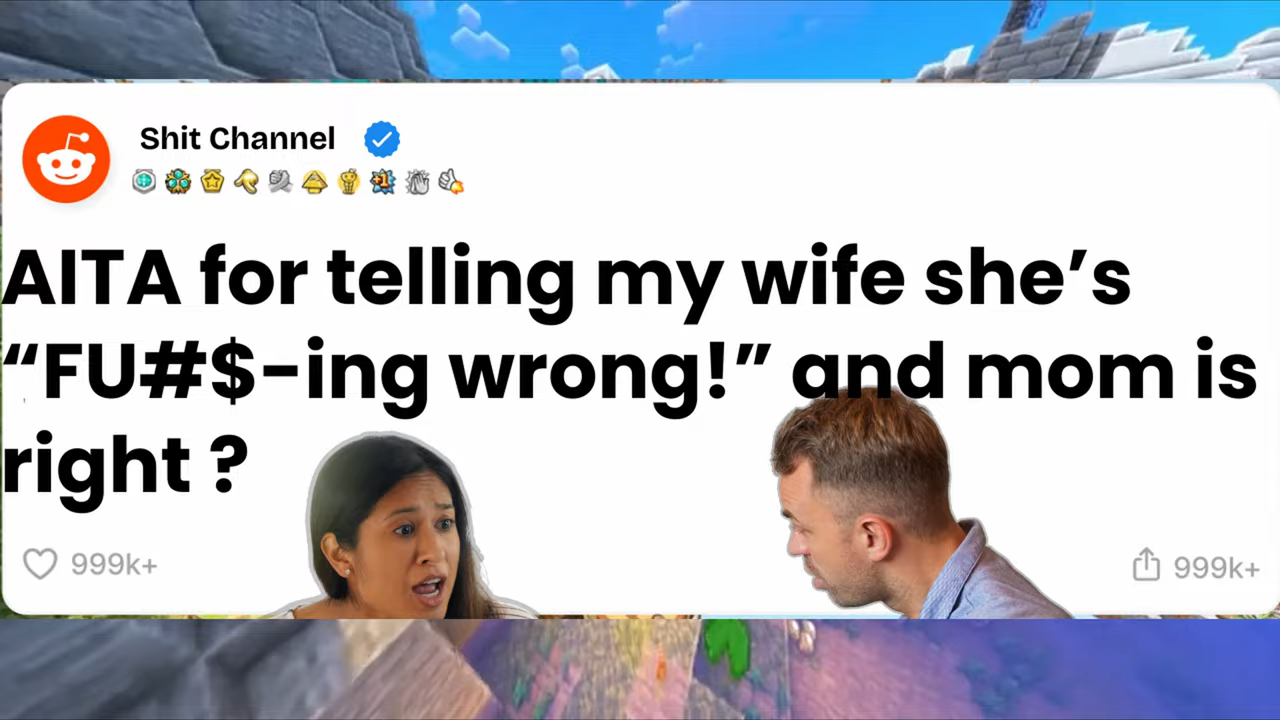 Shit Channel
AITA for telling my wife she’s
“FU#$-ing wrong!” and mom is
right ?
999k+
999k+